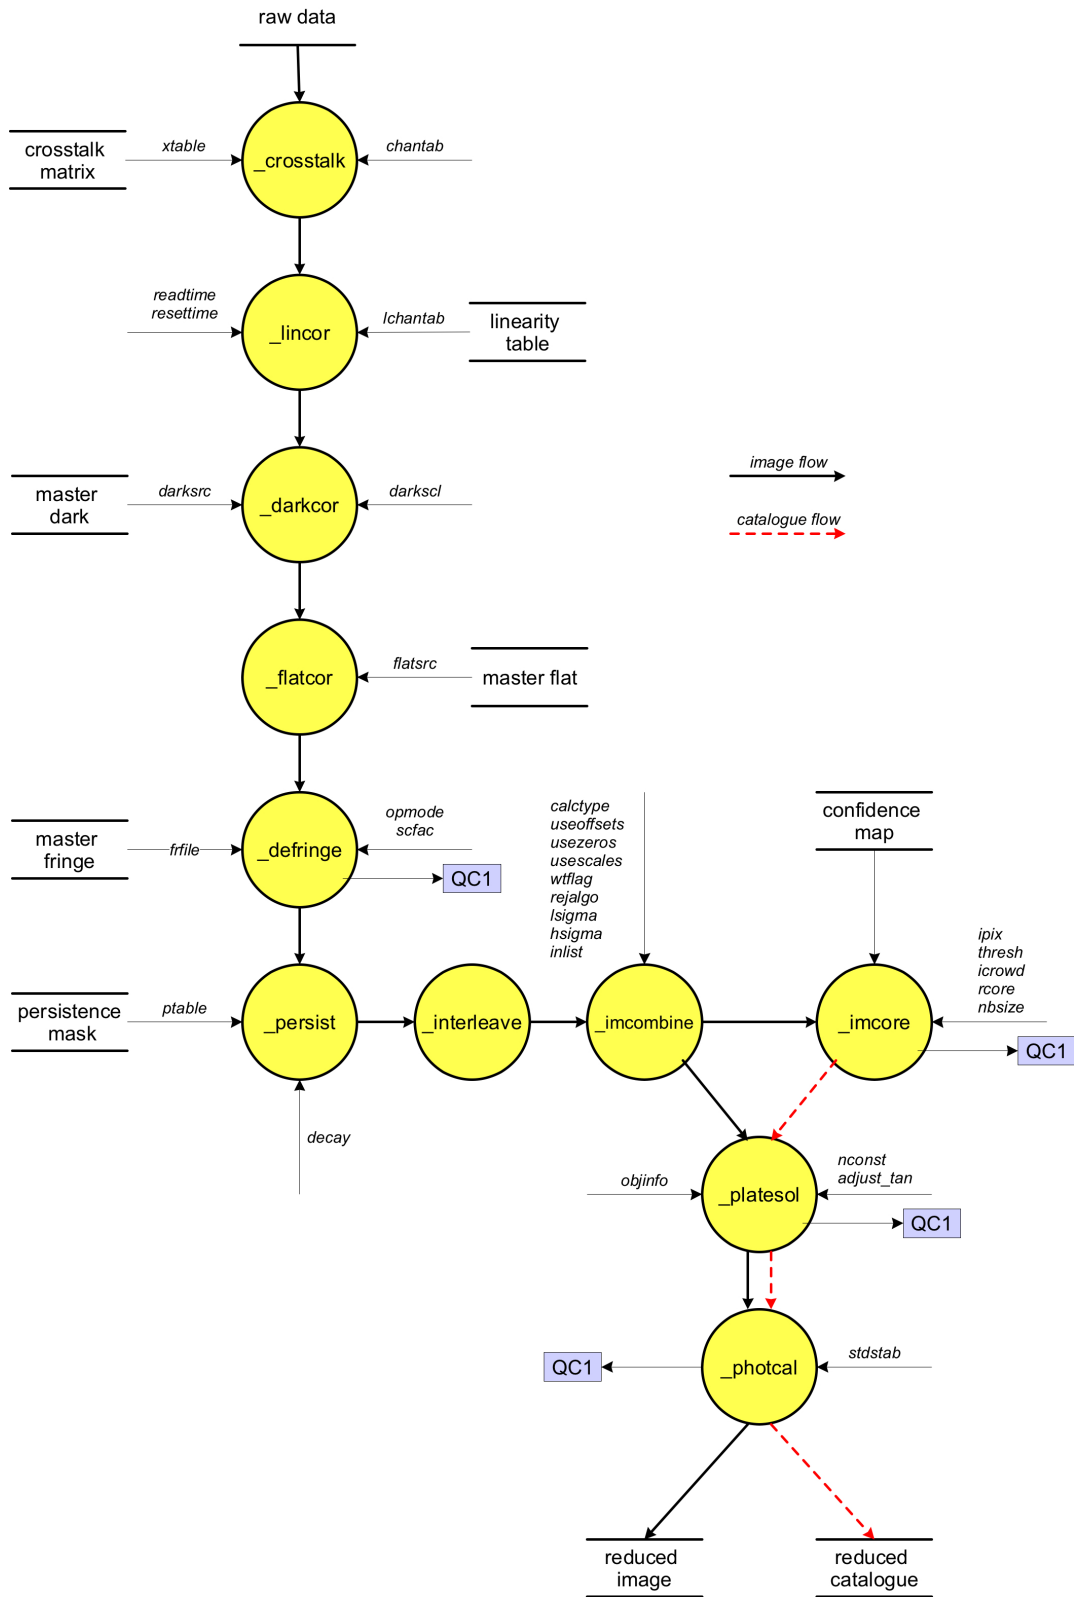 raw data
crosstalk
matrix
xtable
_crosstalk
chantab
readtime
resettime
_lincor
lchantab
linearity
table
master
dark
darksrc
_darkcor
darkscl
image flow
catalogue flow
_flatcor
flatsrc
master flat
master
fringe
frfile
_defringe
opmode
scfac
QC1
calctype
useoffsets
usezeros
usescales
wtflag
rejalgo
lsigma
hsigma
inlist
confidence
map
persistence
mask
ptable
_persist
_interleave
_imcombine
_imcore
ipix
thresh
icrowd
rcore
nbsize
QC1
decay
objinfo
_platesol
nconst
adjust_tan
QC1
QC1
_photcal
stdstab
reduced
image
reduced
catalogue